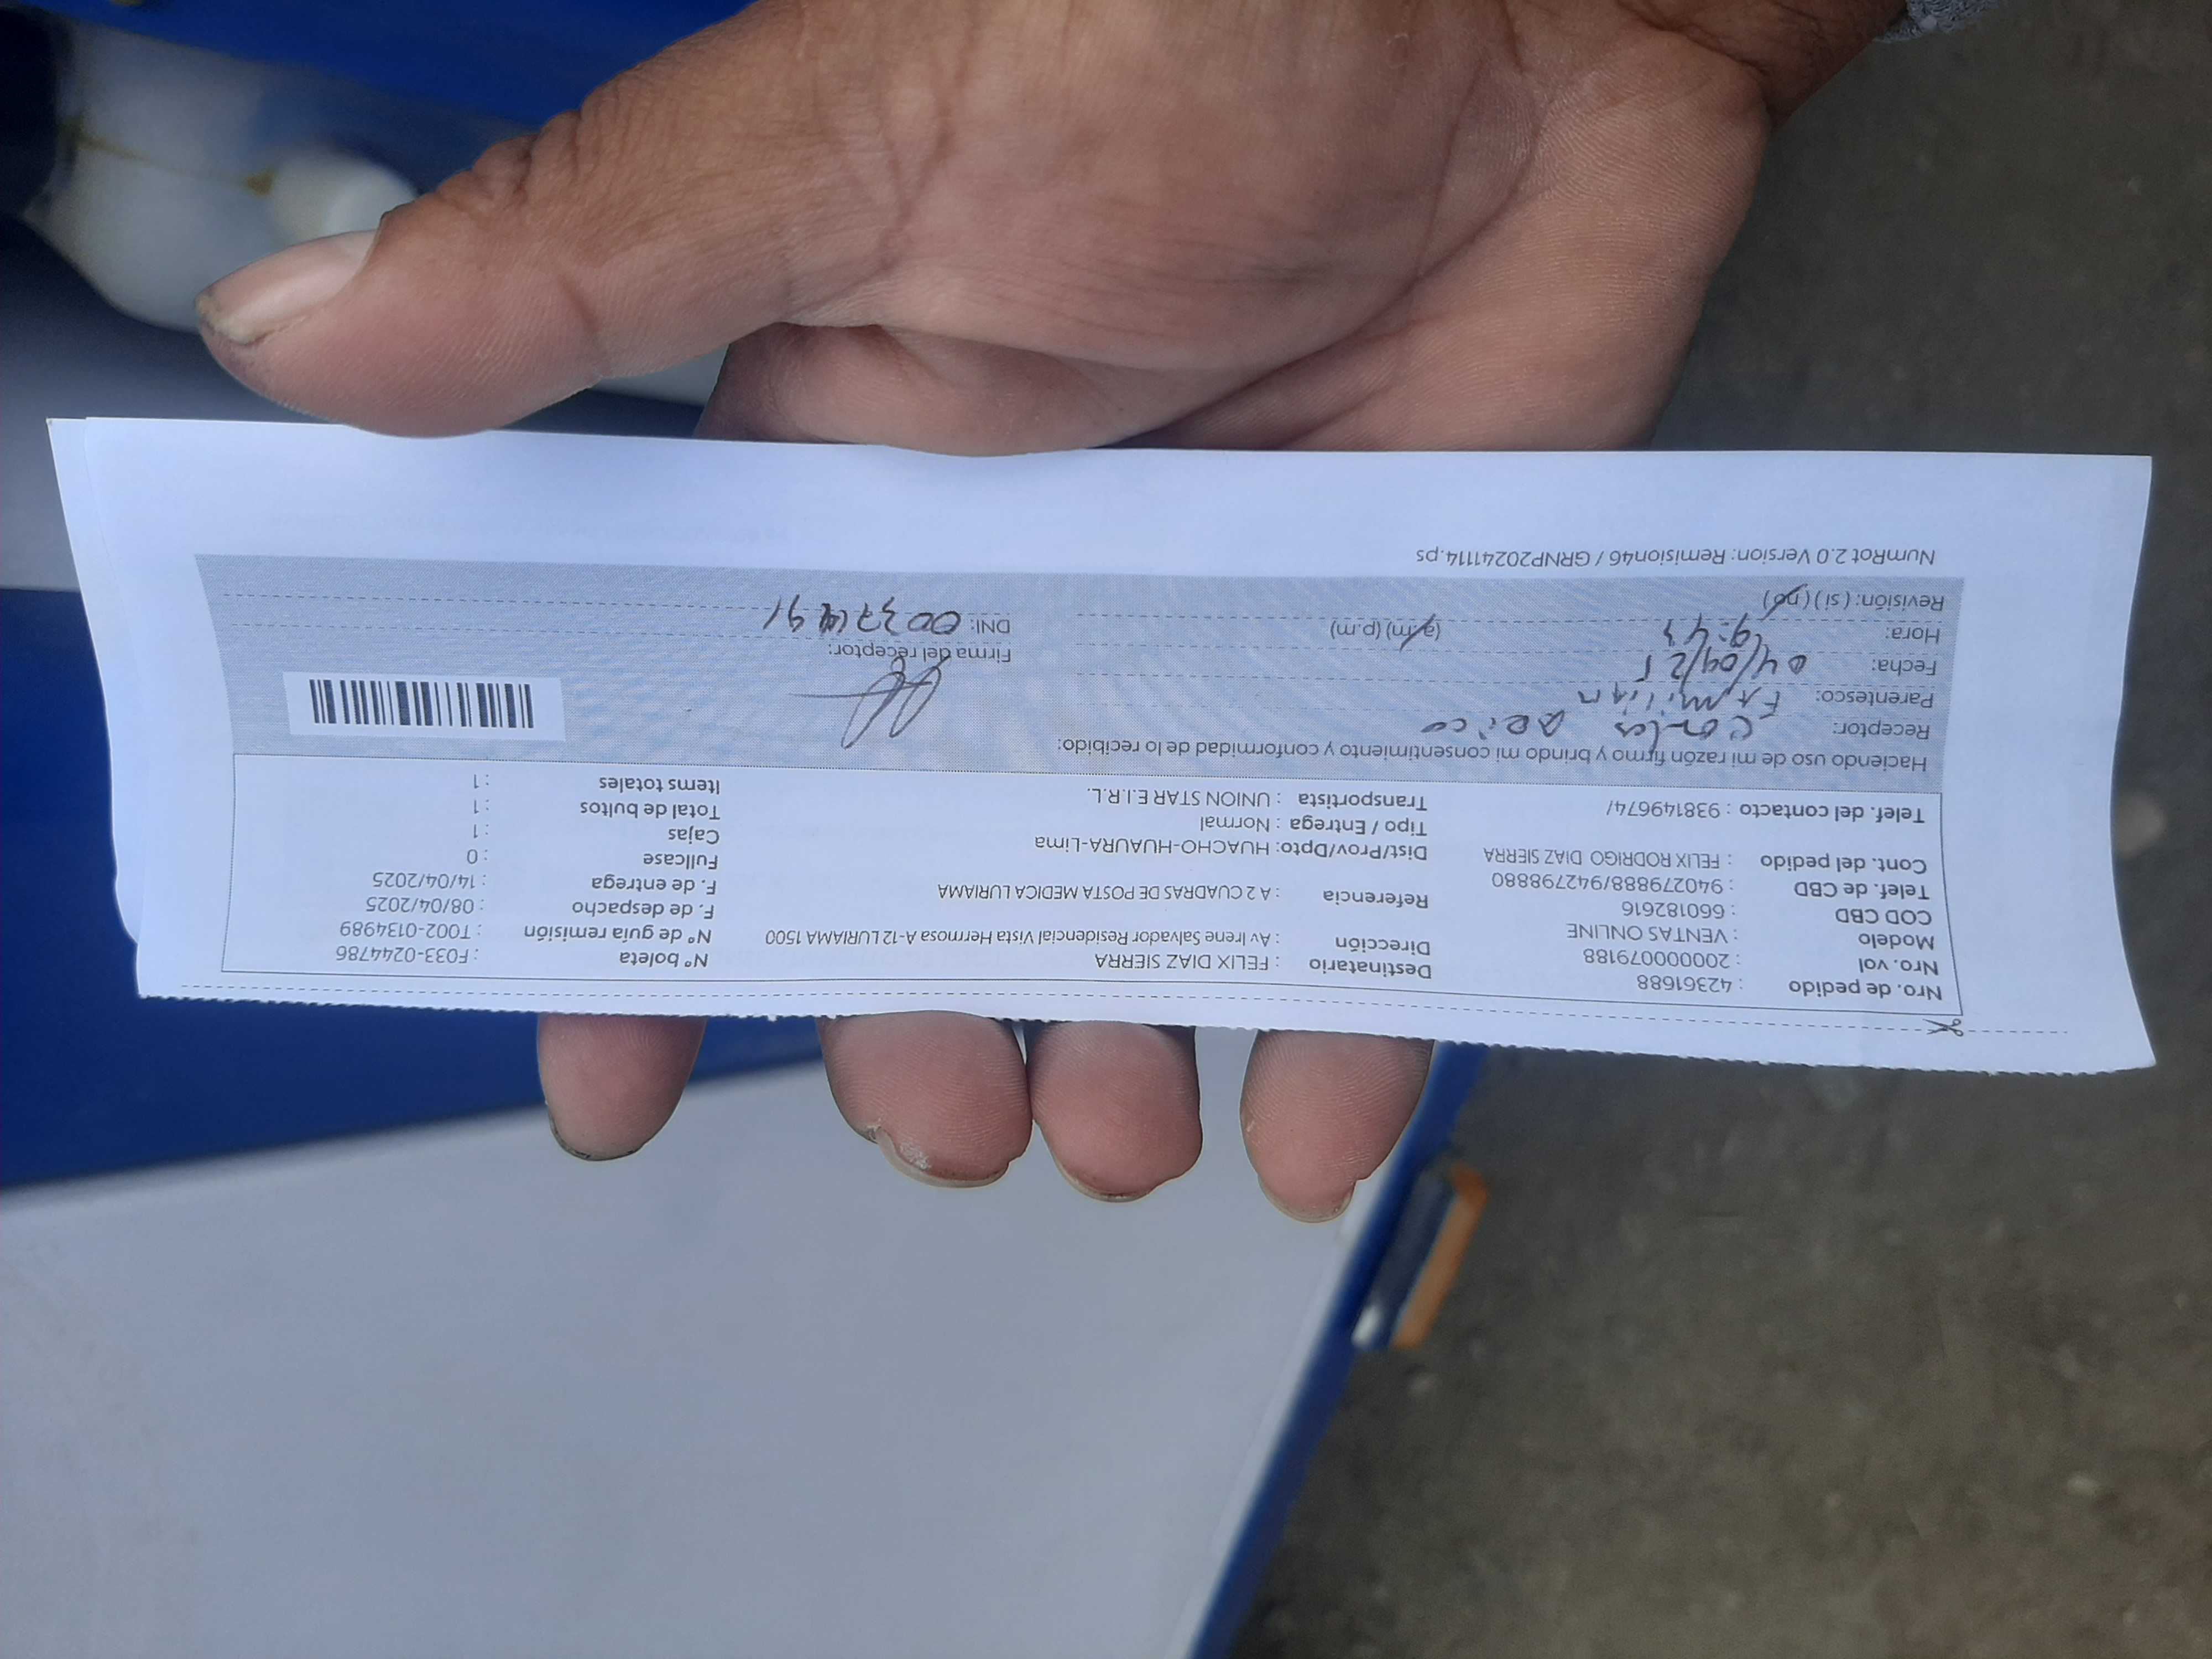 Nro. de pedido : 42361688
Nro. vol : 20000079188
Modelo : VENTAS ONLINE
COD CBD : 660182616
Telef. de CBD : 940279888/942798880
Cont. del pedido : FELIX RODRIGO DIAZ SIERRA
Telef. del contacto : 938149674/
Destinatario : FELIX DIAZ SIERRA
Dirección : Av Irene Salvador Residencial Vista Hermosa A-12 LURIAMA 1500
Referencia : A 2 CUADRAS DE POSTA MEDICA LURIAMA
Dist/Prov/Dpto: HUACHO-HUAURA-Lima
Tipo / Entrega : Normal
Transportista : UNION STAR E.I.R.L.
N° boleta : F033-0244786
N° de guía remisión : T002-0134989
F. de despacho : 08/04/2025
F. de entrega : 14/04/2025
Fullcase : 0
Cajas : 1
Total de bultos : 1
Items totales : 1
Haciendo uso de mi razón firmo y brindo mi consentimiento y conformidad de lo recibido:
Receptor: Carlos
Parentesco: Familiar
Fecha:
Hora: 9:43 (a.m) (p.m)
Revisión: (si) (no)
Firma del receptor:
DNI:
NumRot 2.0 Version: Remision46 / GRNP20241114.ps